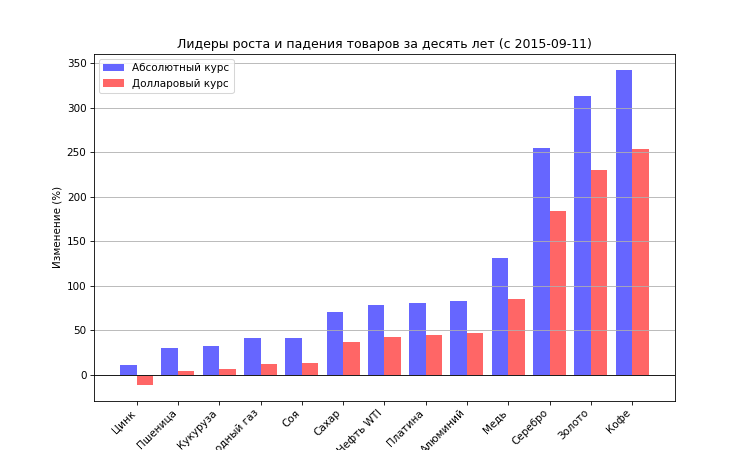 Лидеры роста и падения товаров за десять лет (с 2015-09-11)
Абсолютный курс
Долларовый курс
Изменение (%)
350
300
250
200
150
100
50
0
Цинк
Пшеница
Кукуруза
одный газ
Соя
Сахар
Нефть WTI
Платина
Алюминий
Медь
Серебро
Золото
Кофе